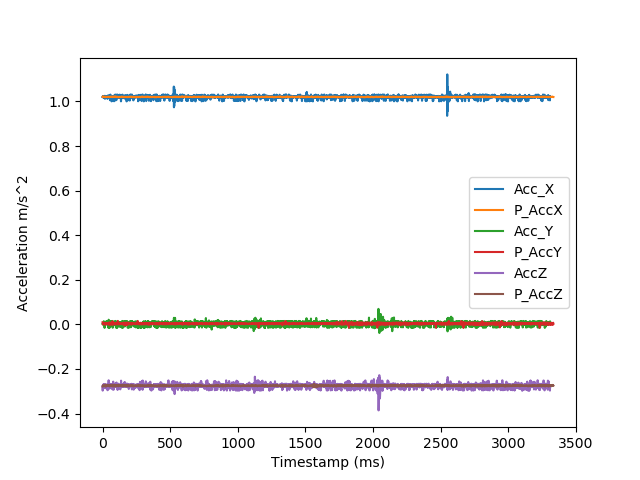 1.0
0.8
0.6
0.4
0.2
0.0
−0.2
−0.4
Acceleration m/s^2
Acc_X
P_AccX
Acc_Y
P_AccY
AccZ
P_AccZ
0 500 1000 1500 2000 2500 3000 3500
Timestamp (ms)